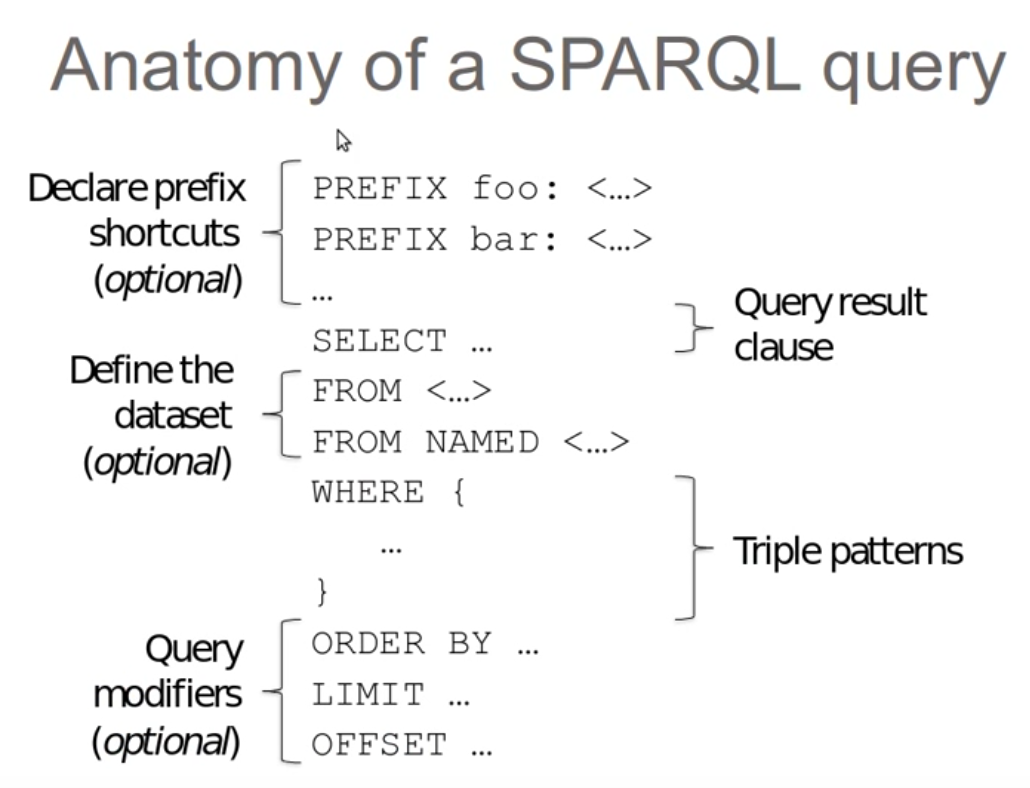 Anatomy of a SPARQL query
Declare prefix
shortcuts
(optional)
PREFIX foo: <…>
PREFIX bar: <…>
…
SELECT …
Query result
clause
Define the
dataset
(optional)
FROM <…>
FROM NAMED <…>
WHERE {
…
}
Triple patterns
Query
modifiers
(optional)
ORDER BY …
LIMIT …
OFFSET …